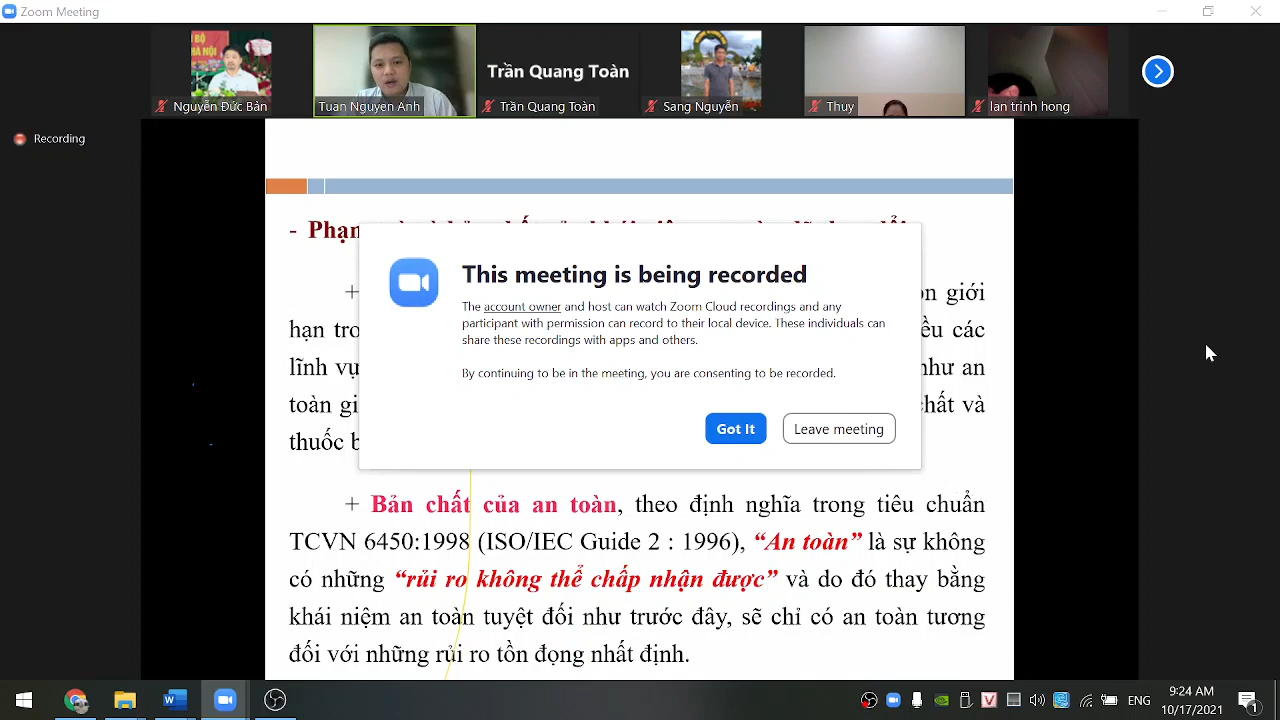 Zoom Meeting
Trần Quang Toàn
Nguyễn Đức Bản
Tuan Nguyen Anh
Trần Quang Toàn
Sang Nguyễn
Thuy
lan trinh hong
Recording
- Phạm
This meeting is being recorded
The account owner and host can watch Zoom Cloud recordings and any
participant with permission can record to their local device. These individuals can
share these recordings with apps and others.
By continuing to be in the meeting, you are consenting to be recorded.
Got It
Leave meeting
+
giới
hạn
các
lĩnh
như an
toàn
và
thuốc
+ Bản chất của an toàn, theo định nghĩa trong tiêu chuẩn
TCVN 6450:1998 (ISO/IEC Guide 2 : 1996), “An toàn” là sự không
có những “rủi ro không thể chấp nhận được” và do đó thay bằng
khái niệm an toàn tuyệt đối như trước đây, sẽ chỉ có an toàn tương
đối với những rủi ro tồn đọng nhất định.
ENG
9:24 AM
10/17/2021